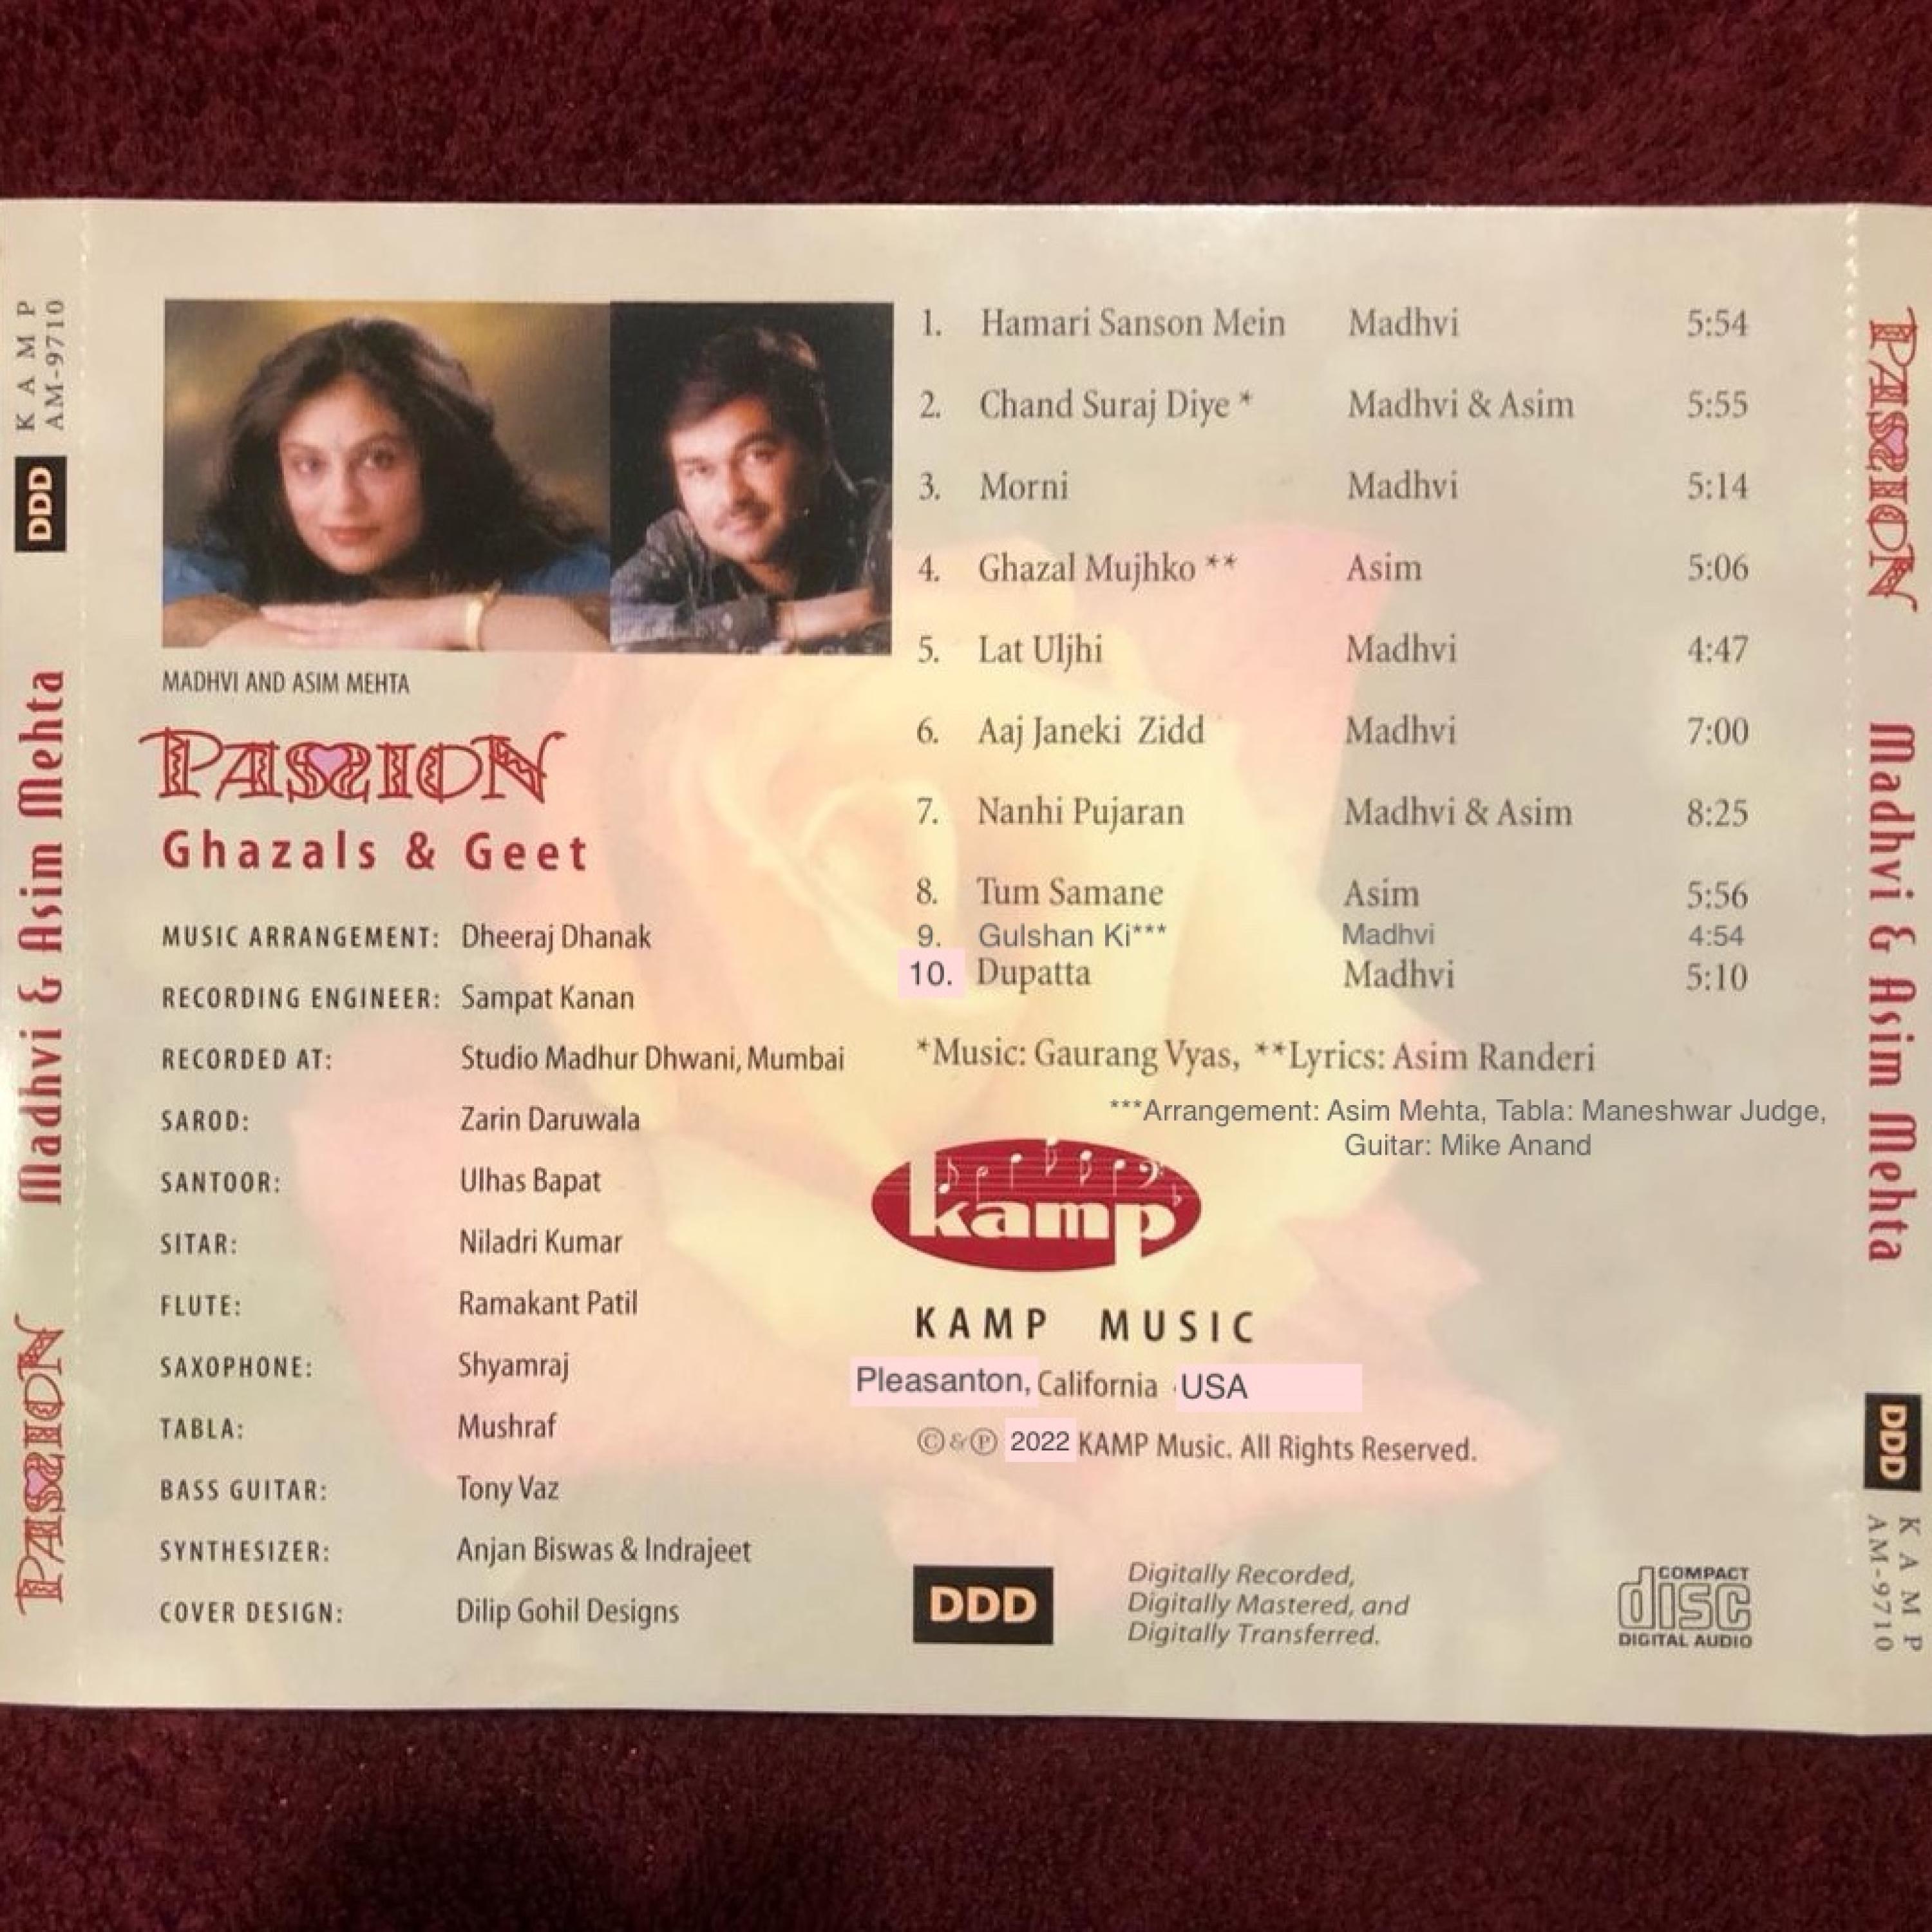 KAMP
AM-9710
DDD
Madhvi & Asim Mehta
PASSION
MADHVI AND ASIM MEHTA
PASSION
Ghazals & Geet
MUSIC ARRANGEMENT: Dheeraj Dhanak
RECORDING ENGINEER: Sampat Kanan
RECORDED AT: Studio Madhur Dhwani, Mumbai
SAROD: Zarin Daruwala
SANTOOR: Ulhas Bapat
SITAR: Niladri Kumar
FLUTE: Ramakant Patil
SAXOPHONE: Shyamraj
TABLA: Mushraf
BASS GUITAR: Tony Vaz
SYNTHESIZER: Anjan Biswas & Indrajeet
COVER DESIGN: Dilip Gohil Designs
1. Hamari Sanson Mein Madhvi 5:54
2. Chand Suraj Diye * Madhvi & Asim 5:55
3. Morni Madhvi 5:14
4. Ghazal Mujhko ** Asim 5:06
5. Lat Uljhi Madhvi 4:47
6. Aaj Janeki Zidd Madhvi 7:00
7. Nanhi Pujaran Madhvi & Asim 8:25
8. Tum Samane Asim 5:56
9. Gulshan Ki*** Madhvi 4:54
10. Dupatta Madhvi 5:10
*Music: Gaurang Vyas, **Lyrics: Asim Randeri
***Arrangement: Asim Mehta, Tabla: Maneshwar Judge,
Guitar: Mike Anand
kamp
KAMP MUSIC
Pleasanton, California USA
©&℗ 2022 KAMP Music. All Rights Reserved.
DDD
Digitally Recorded,
Digitally Mastered, and
Digitally Transferred.
COMPACT
disc
DIGITAL AUDIO
PASSION
Madhvi & Asim Mehta
DDD
KAMP
AM-9710